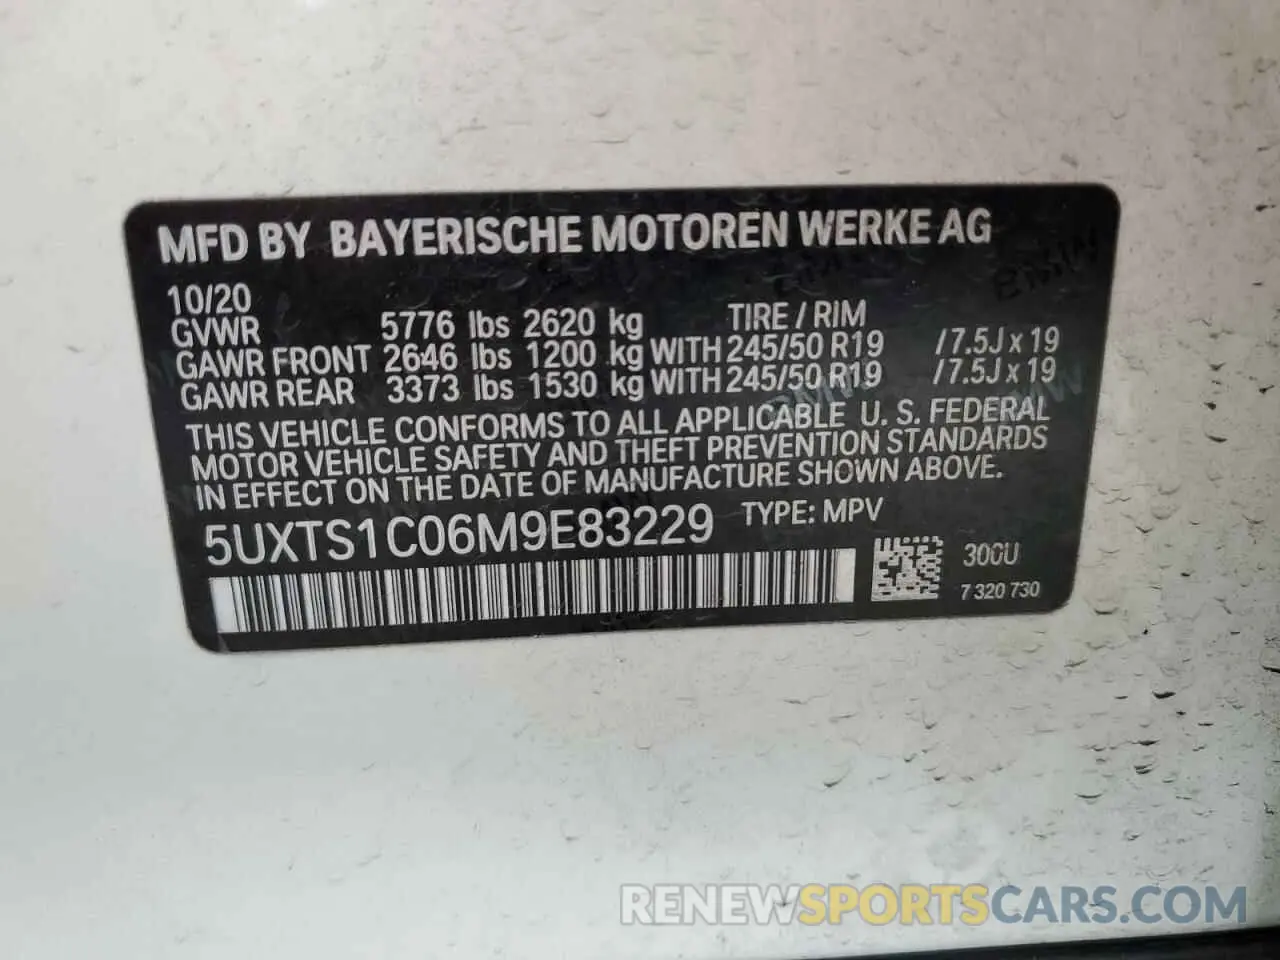 MFD BY BAYERISCHE MOTOREN WERKE AG
10/20
GVWR 5776 lbs 2620 kg TIRE / RIM
GAWR FRONT 2646 lbs 1200 kg WITH 245/50 R19 / 7.5J x 19
GAWR REAR 3373 lbs 1530 kg WITH 245/50 R19 / 7.5J x 19
THIS VEHICLE CONFORMS TO ALL APPLICABLE U. S. FEDERAL
MOTOR VEHICLE SAFETY AND THEFT PREVENTION STANDARDS
IN EFFECT ON THE DATE OF MANUFACTURE SHOWN ABOVE.
5UXTS1C06M9E83229 TYPE: MPV
300U
7 320 730
RENEWSPORTSCARS.COM